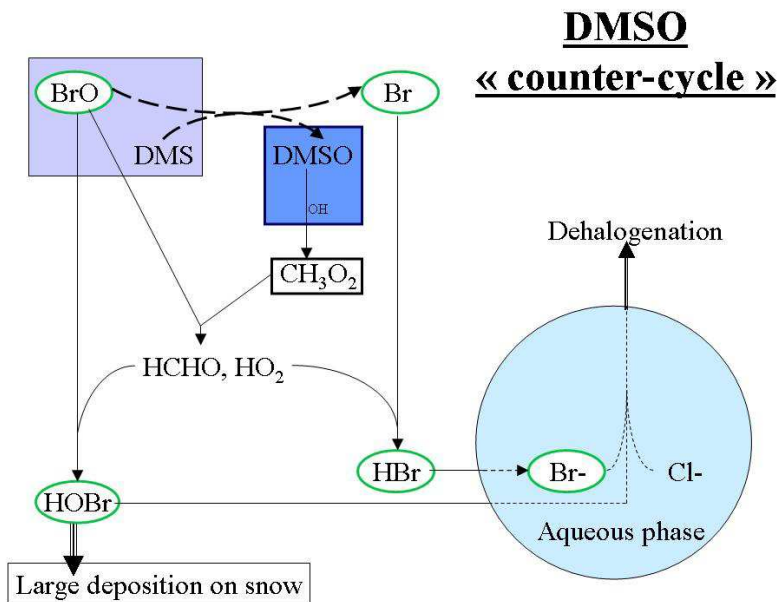 DMSO
« counter-cycle »
BrO
Br
DMS
DMSO
OH
CH₃O₂
Dehalogenation
HCHO, HO₂
HBr
Br-
Cl-
HOBr
Aqueous phase
Large deposition on snow